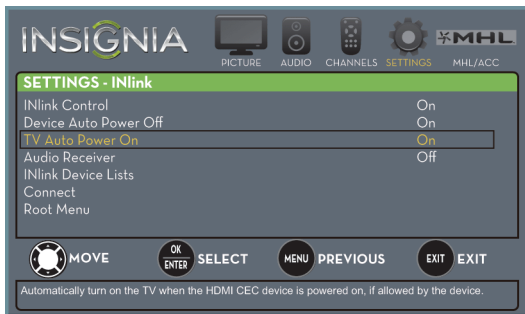 INSIGNIA
PICTURE AUDIO CHANNELS SETTINGS MHL MHL/ACC
SETTINGS - INlink
INlink Control On
Device Auto Power Off On
TV Auto Power On On
Audio Receiver Off
INlink Device Lists
Connect
Root Menu
MOVE OK ENTER SELECT MENU PREVIOUS EXIT EXIT
Automatically turn on the TV when the HDMI CEC device is powered on, if allowed by the device.